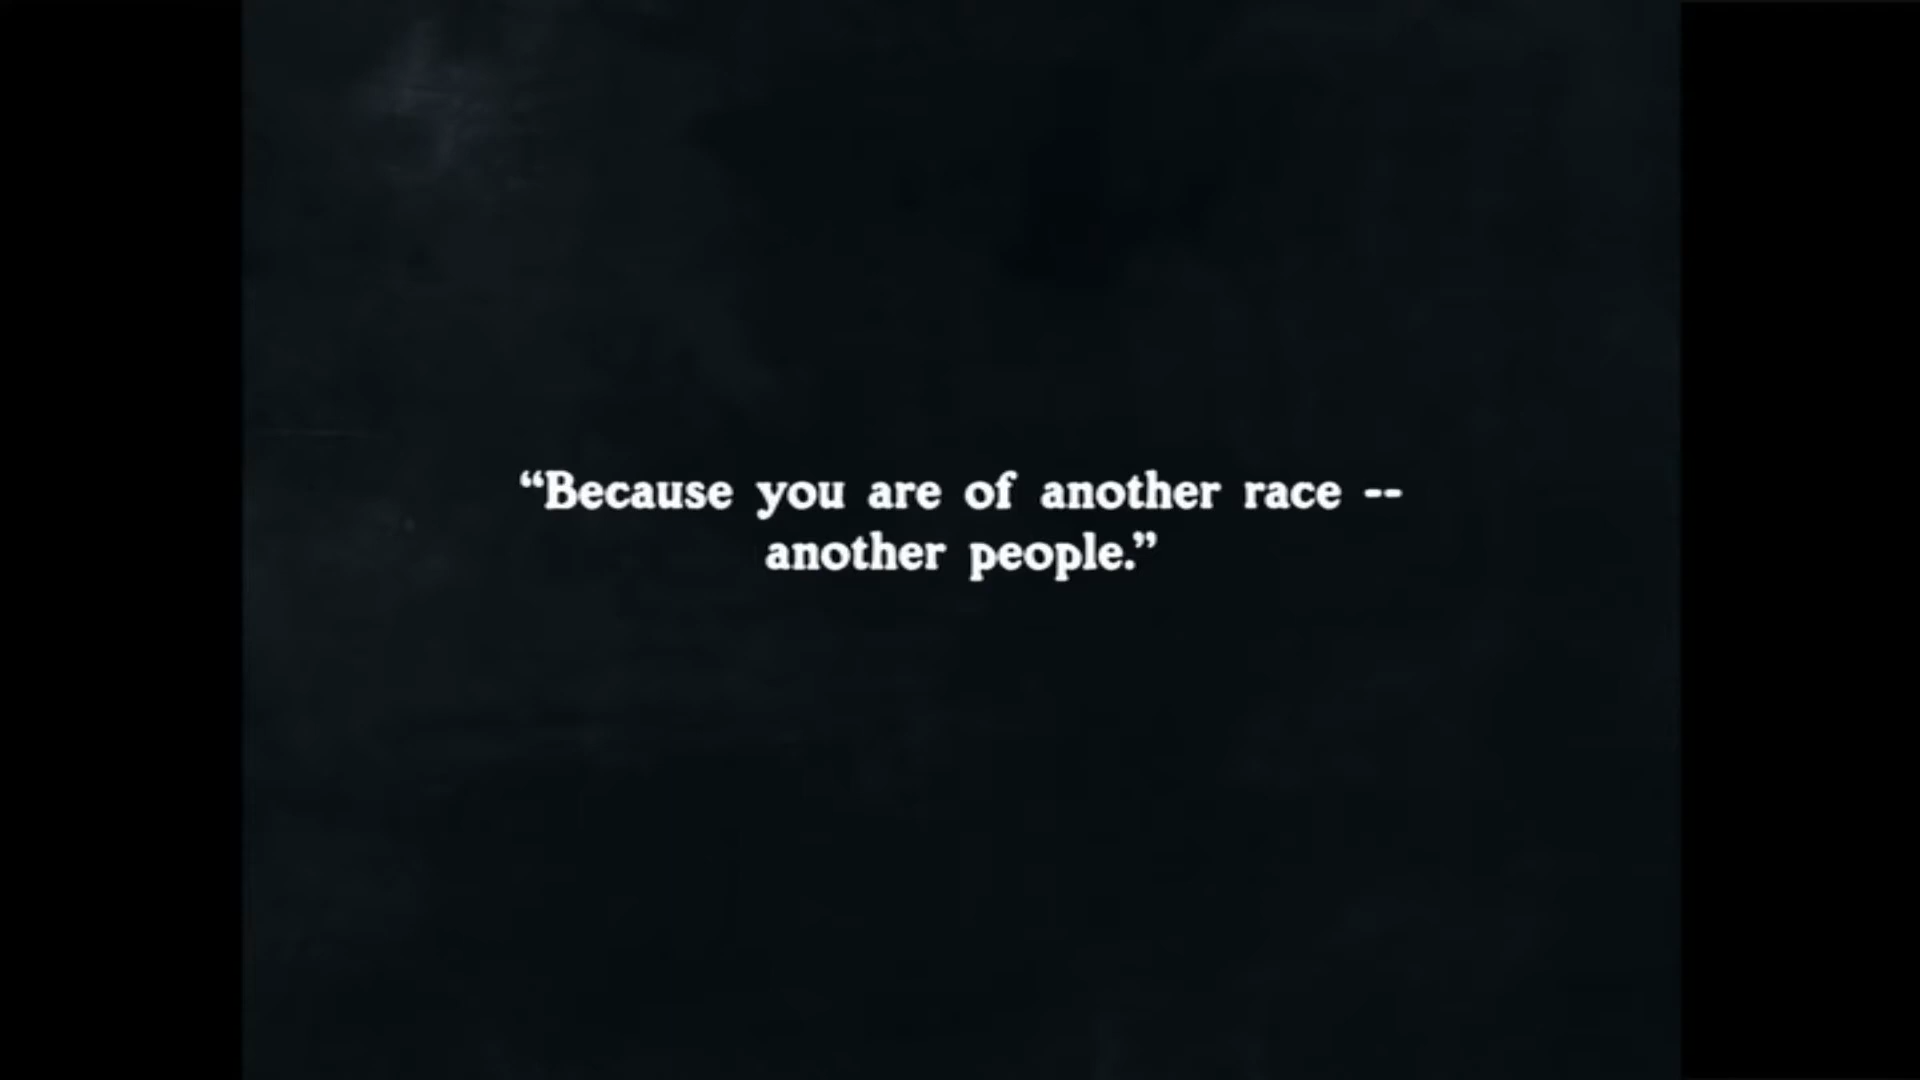 “Because you are of another race --
another people.”